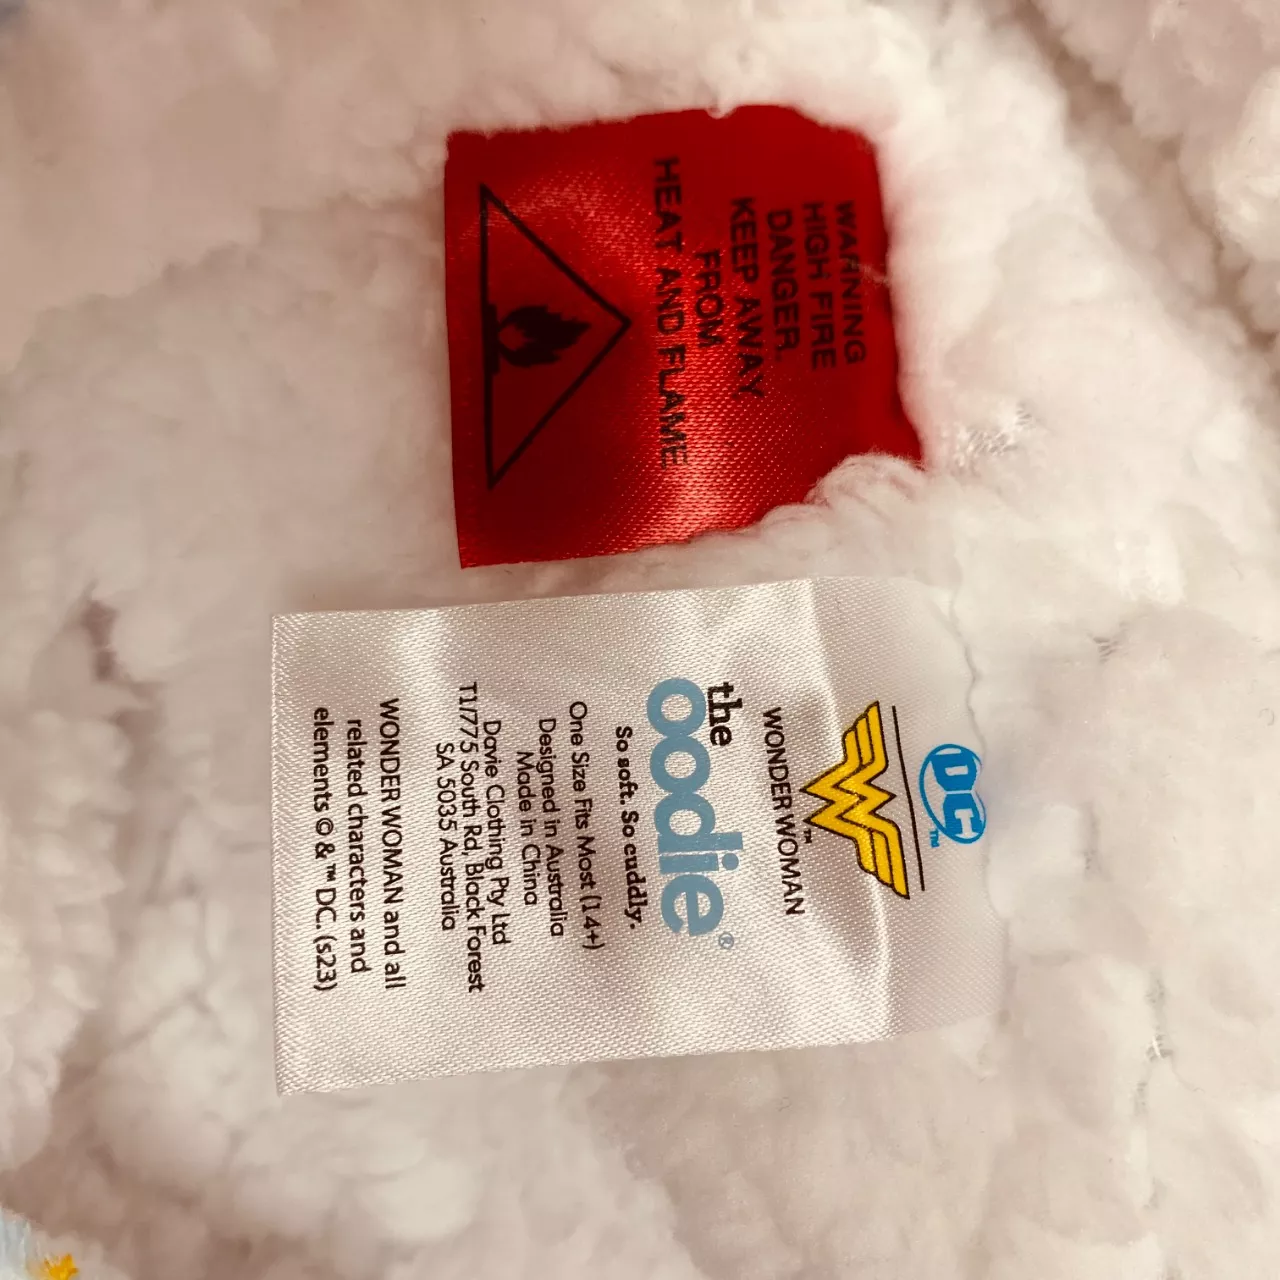 WARNING
HIGH FIRE
DANGER.
KEEP AWAY
FROM
HEAT AND FLAME
DC™
WONDER WOMAN™
the
oodie®
So soft. So cuddly.
One Size Fits Most (14+)
Designed in Australia
Made in China
Davie Clothing Pty Ltd
T1/775 South Rd, Black Forest
SA 5035 Australia
WONDER WOMAN and all
related characters and
elements © & ™ DC. (s23)